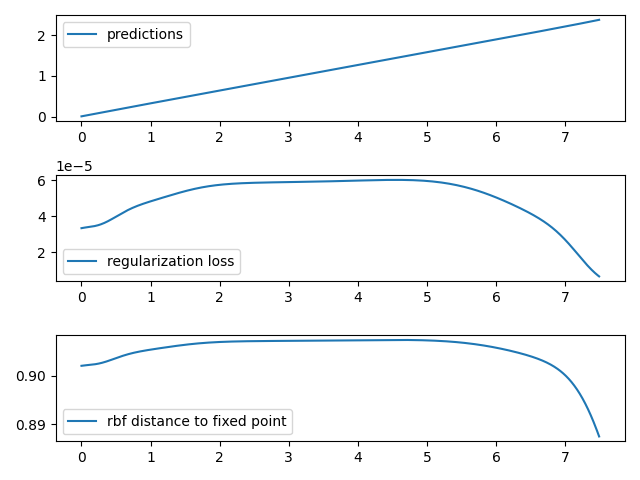 2
predictions
1
0
0 1 2 3 4 5 6 7
1e−5
6
4
2
regularization loss
0 1 2 3 4 5 6 7
0.90
0.89
rbf distance to fixed point
0 1 2 3 4 5 6 7